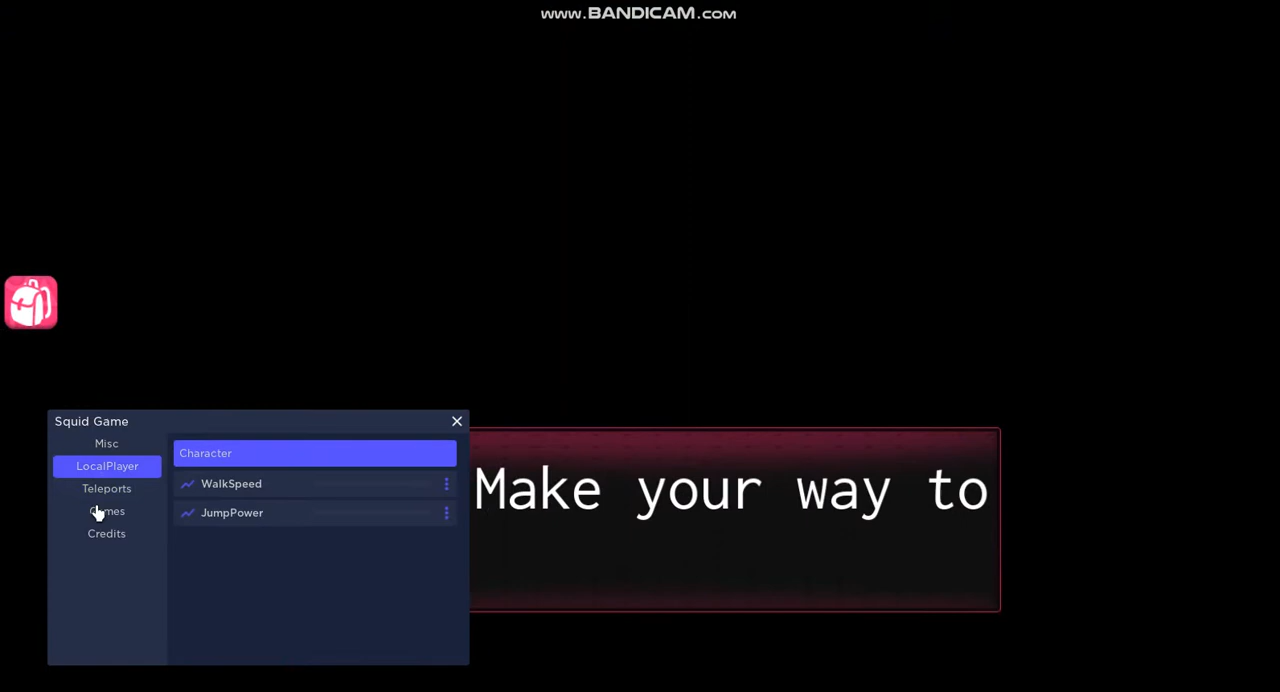 www.BANDICAM.com
Squid Game
Misc
LocalPlayer
Teleports
Credits
Character
WalkSpeed
JumpPower
Make your way to